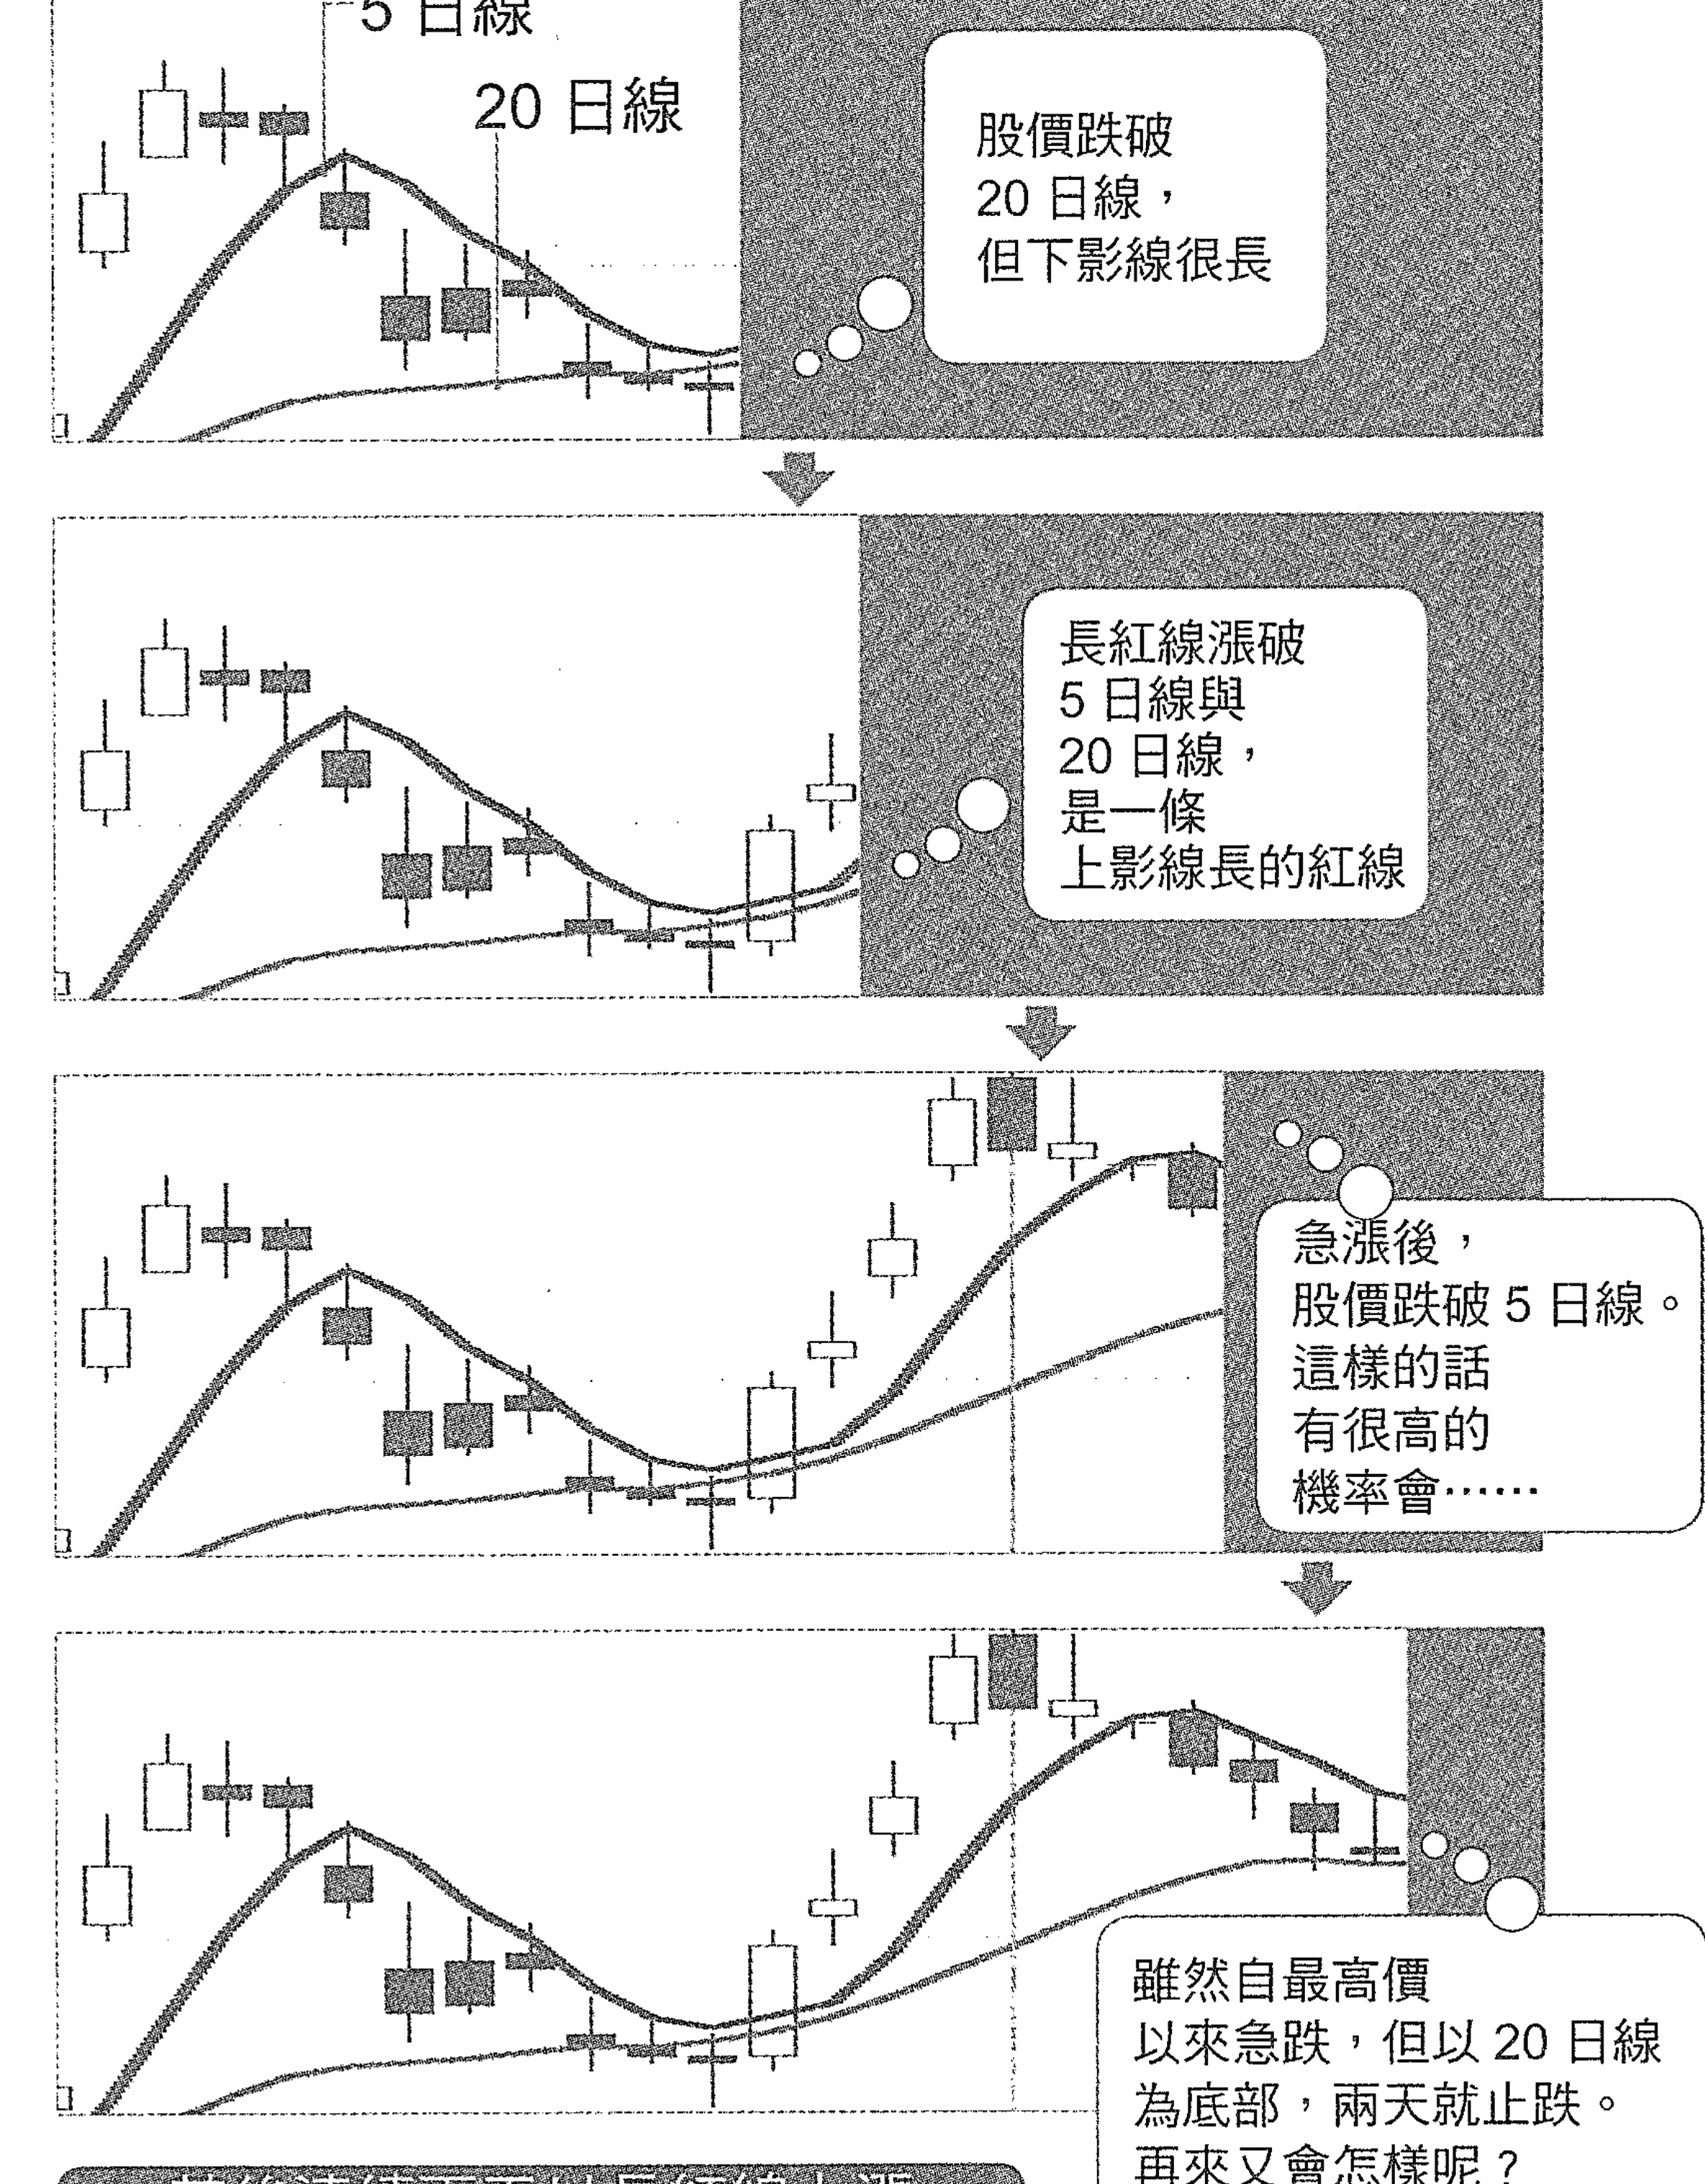 5 日線
20 日線
股價跌破
20 日線，
但下影線很長
長紅線漲破
5 日線與
20 日線，
是一條
上影線長的紅線
急漲後，
股價跌破 5 日線。
這樣的話
有很高的
機率會……
雖然自最高價
以來急跌，但以 20 日線
為底部，兩天就止跌。
再來又會怎樣呢？